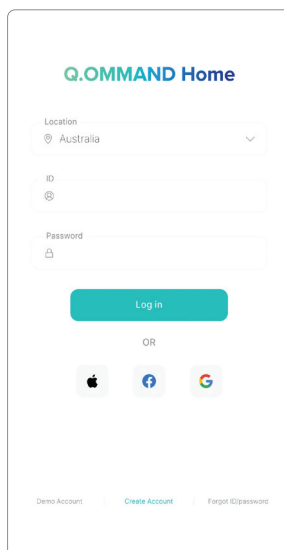 Q.OMMAND Home
Location
Australia
ID
Password
Log in
OR
Demo Account
Create Account
Forgot ID/password